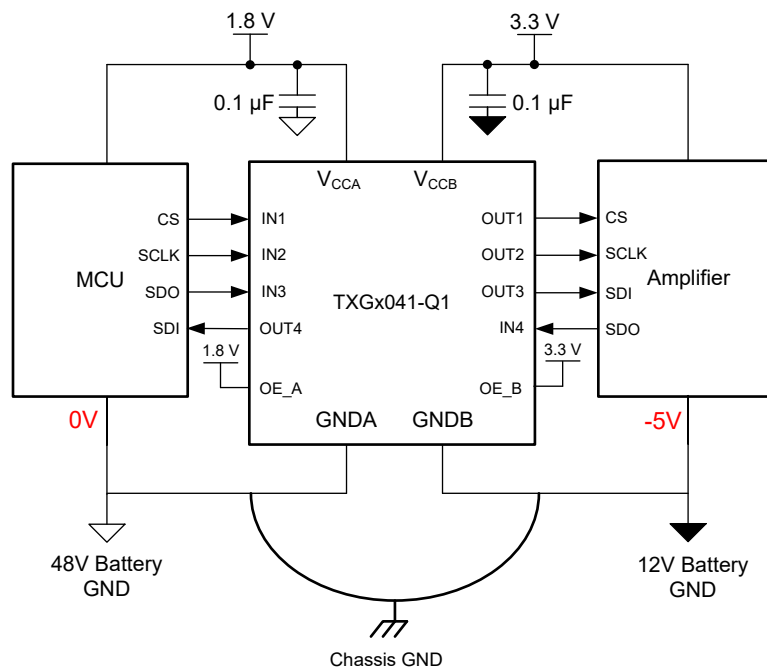 1.8 V
3.3 V
0.1 µF
0.1 µF
VCCA
VCCB
MCU
CS
SCLK
SDO
SDI
IN1
IN2
IN3
OUT4
1.8 V
OE_A
TXGx041-Q1
OUT1
OUT2
OUT3
IN4
3.3 V
OE_B
CS
SCLK
SDI
SDO
Amplifier
0V
GNDA
GNDB
-5V
48V Battery
GND
12V Battery
GND
Chassis GND